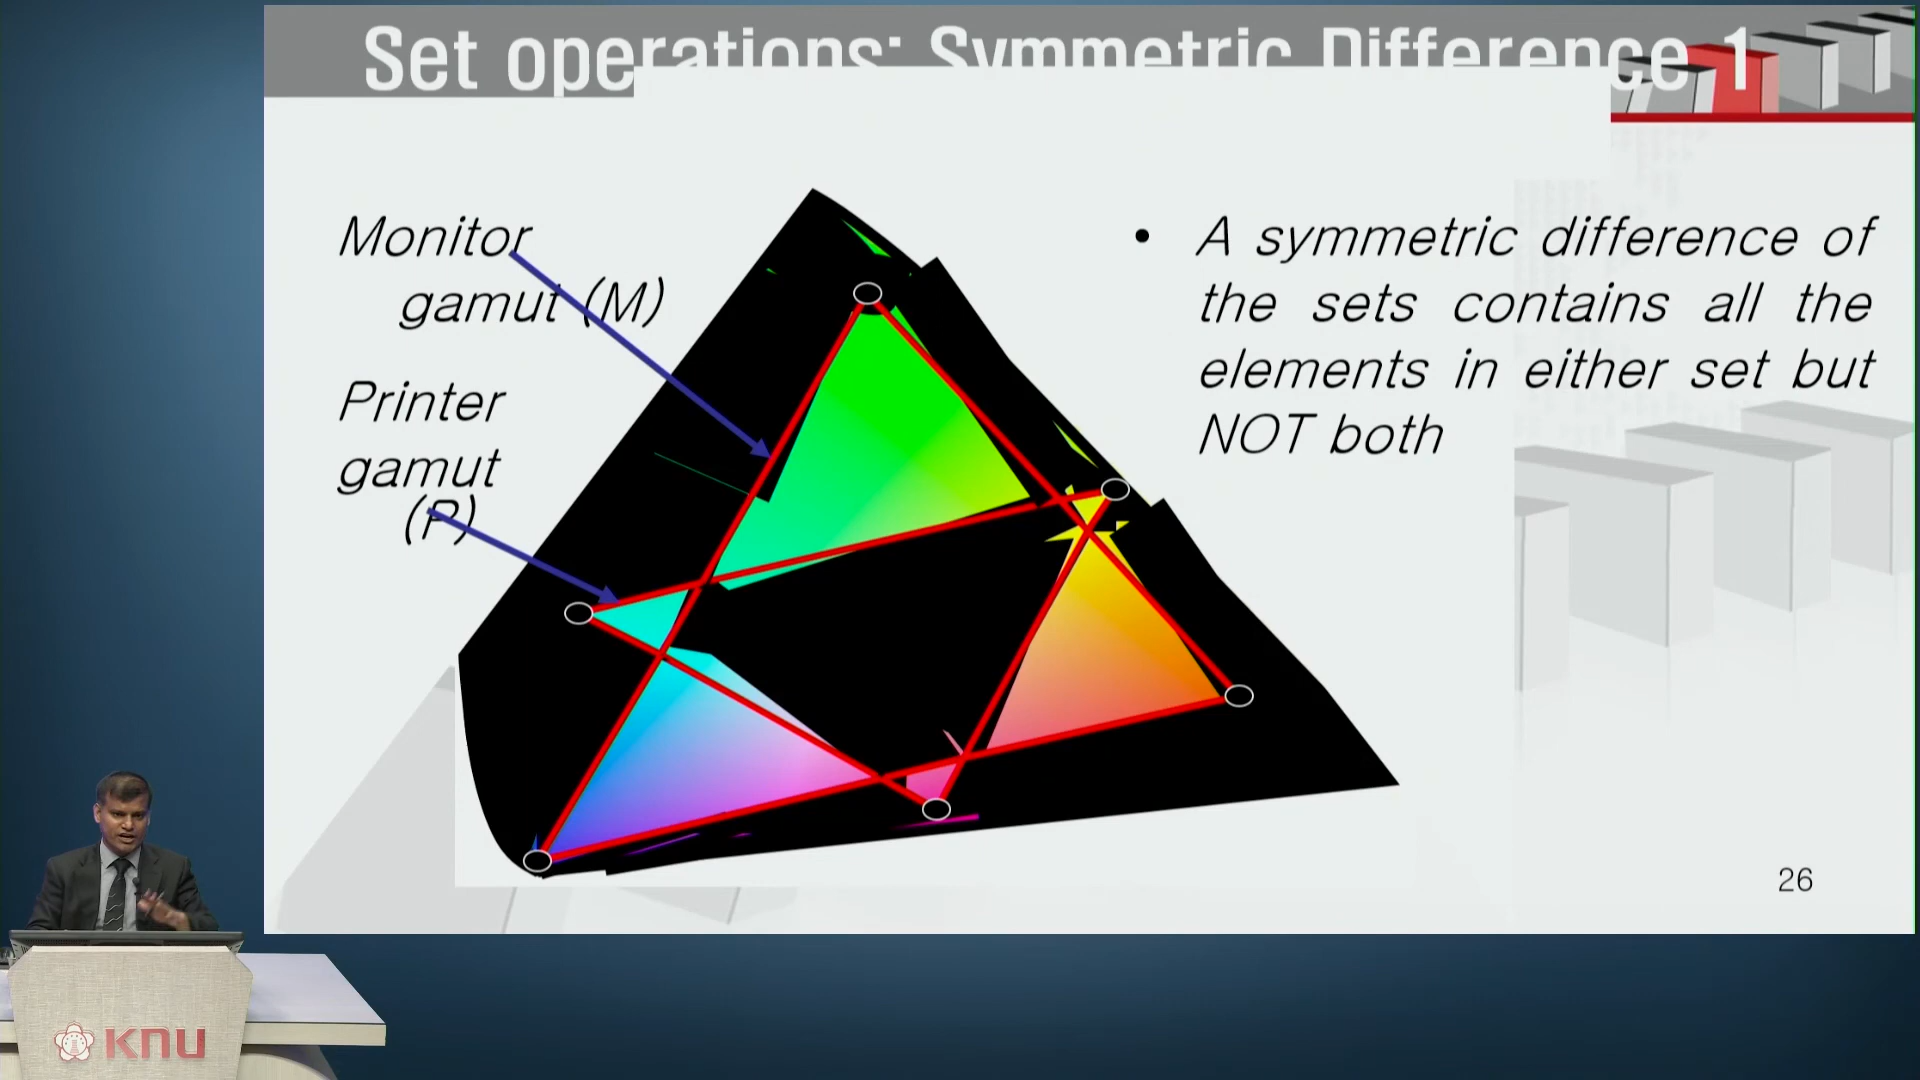 Set operations: Symmetric Difference 1
Monitor
gamut (M)
Printer
gamut
(P)
• A symmetric difference of
the sets contains all the
elements in either set but
NOT both
26
KNU